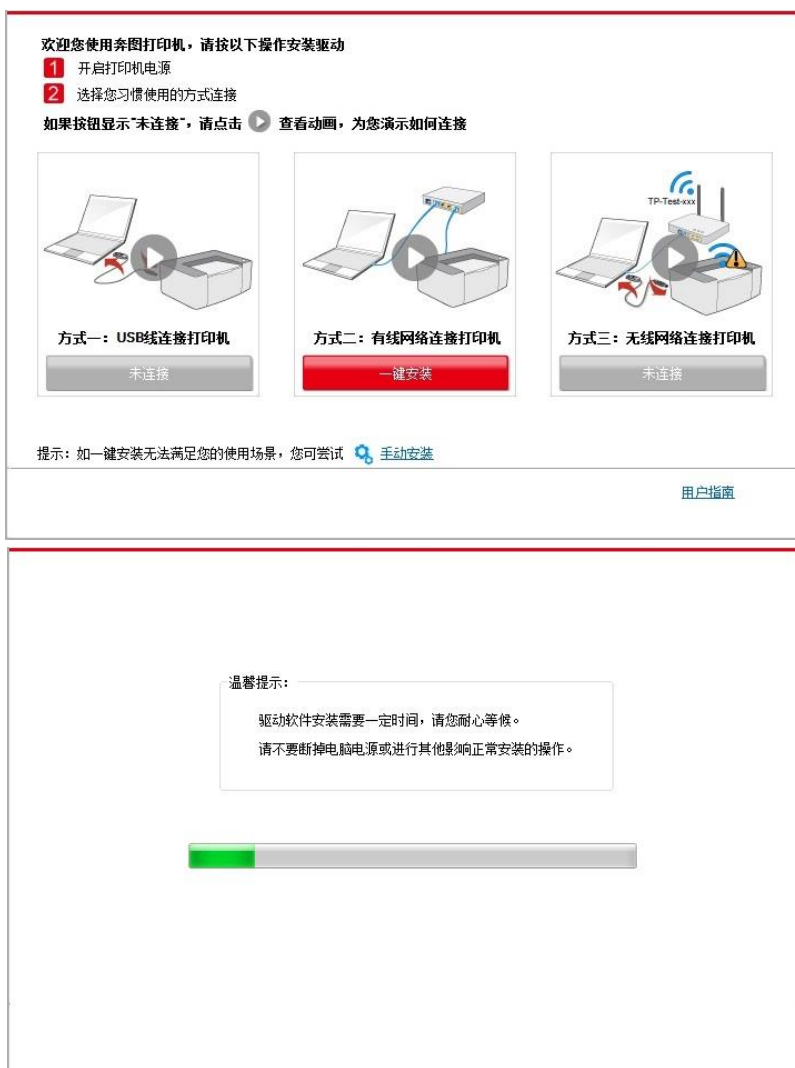 欢迎您使用奔图打印机，请按以下操作安装驱动
1 开启打印机电源
2 选择您习惯使用的方式连接
如果按钮显示"未连接"，请点击 查看动画，为您演示如何连接
TP-Test-xxx
方式一：USB线连接打印机 方式二：有线网络连接打印机 方式三：无线网络连接打印机
未连接 一键安装 未连接
提示：如一键安装无法满足您的使用场景，您可尝试 手动安装
用户指南
温馨提示：
驱动软件安装需要一定时间，请您耐心等候。
请不要断掉电脑电源或进行其他影响正常安装的操作。